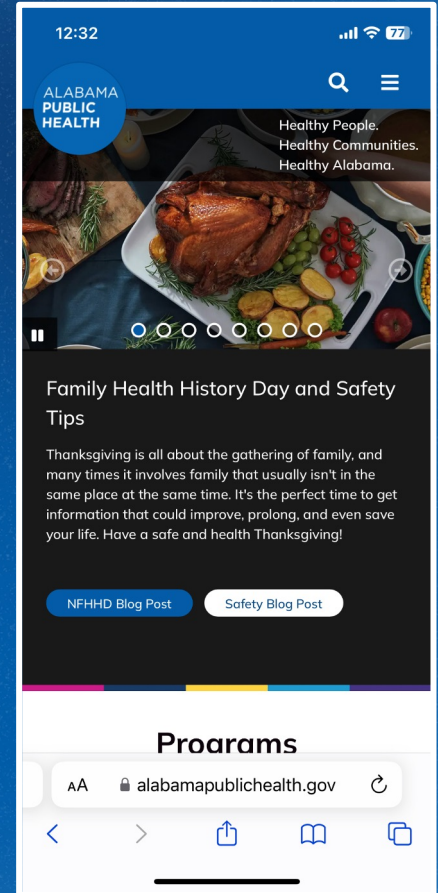 12:32
77
ALABAMA
PUBLIC
HEALTH
Healthy People.
Healthy Communities.
Healthy Alabama.
Family Health History Day and Safety
Tips
Thanksgiving is all about the gathering of family, and
many times it involves family that usually isn't in the
same place at the same time. It's the perfect time to get
information that could improve, prolong, and even save
your life. Have a safe and health Thanksgiving!
NFHHD Blog Post
Safety Blog Post
Programs
AA
alabamapublichealth.gov